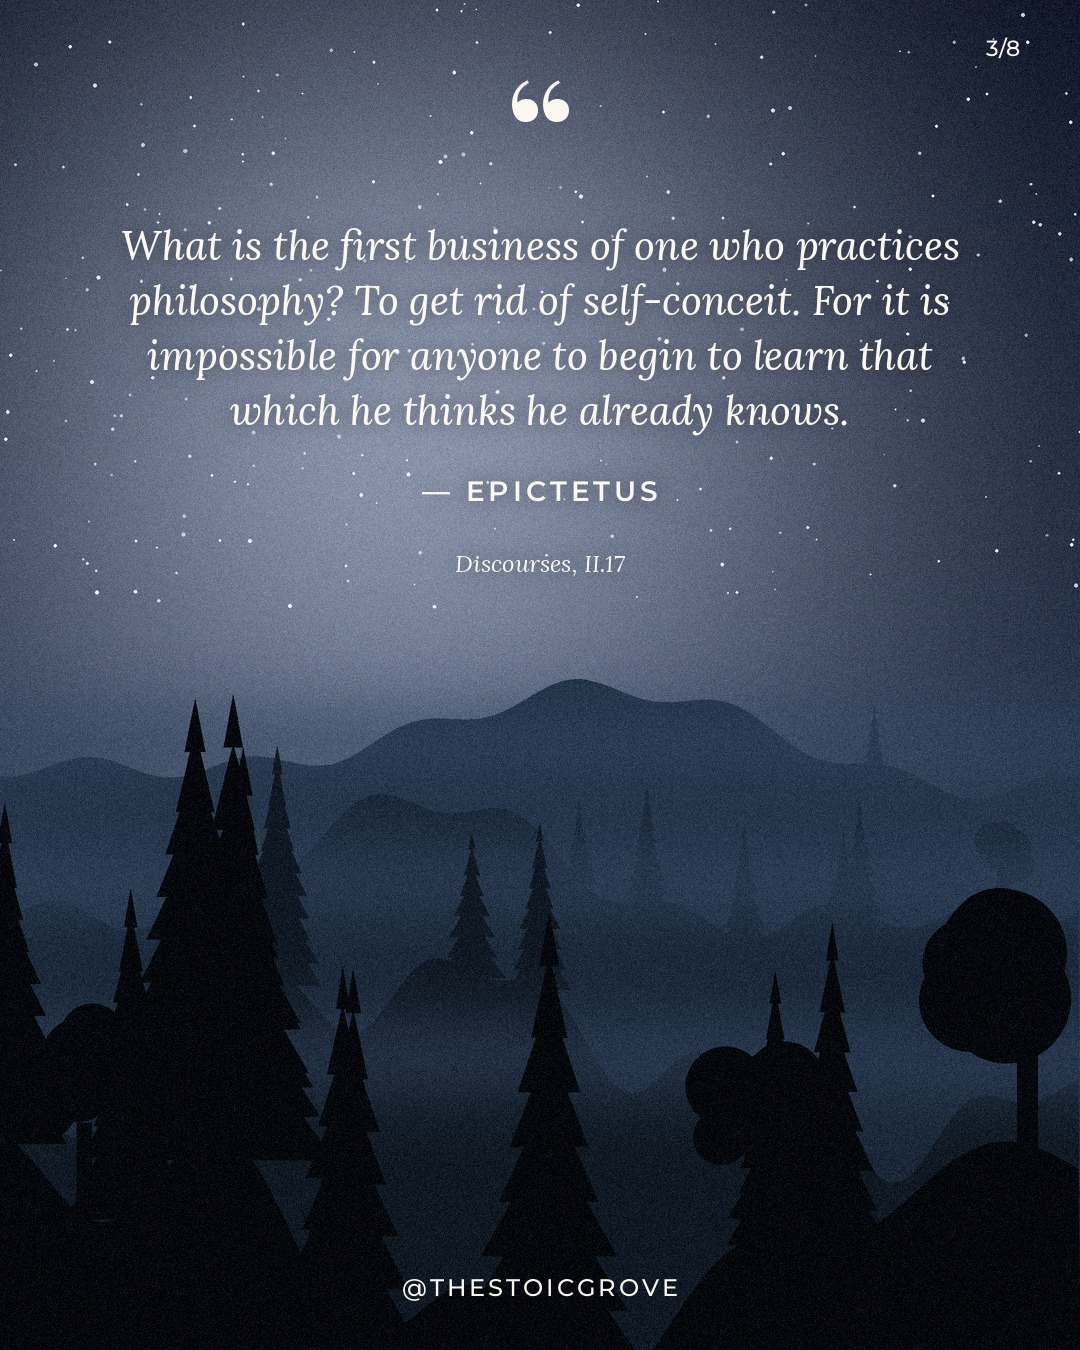 3/8
“
What is the first business of one who practices
philosophy? To get rid of self-conceit. For it is
impossible for anyone to begin to learn that
which he thinks he already knows.
— EPICTETUS
Discourses, II.17
@THESTOICGROVE